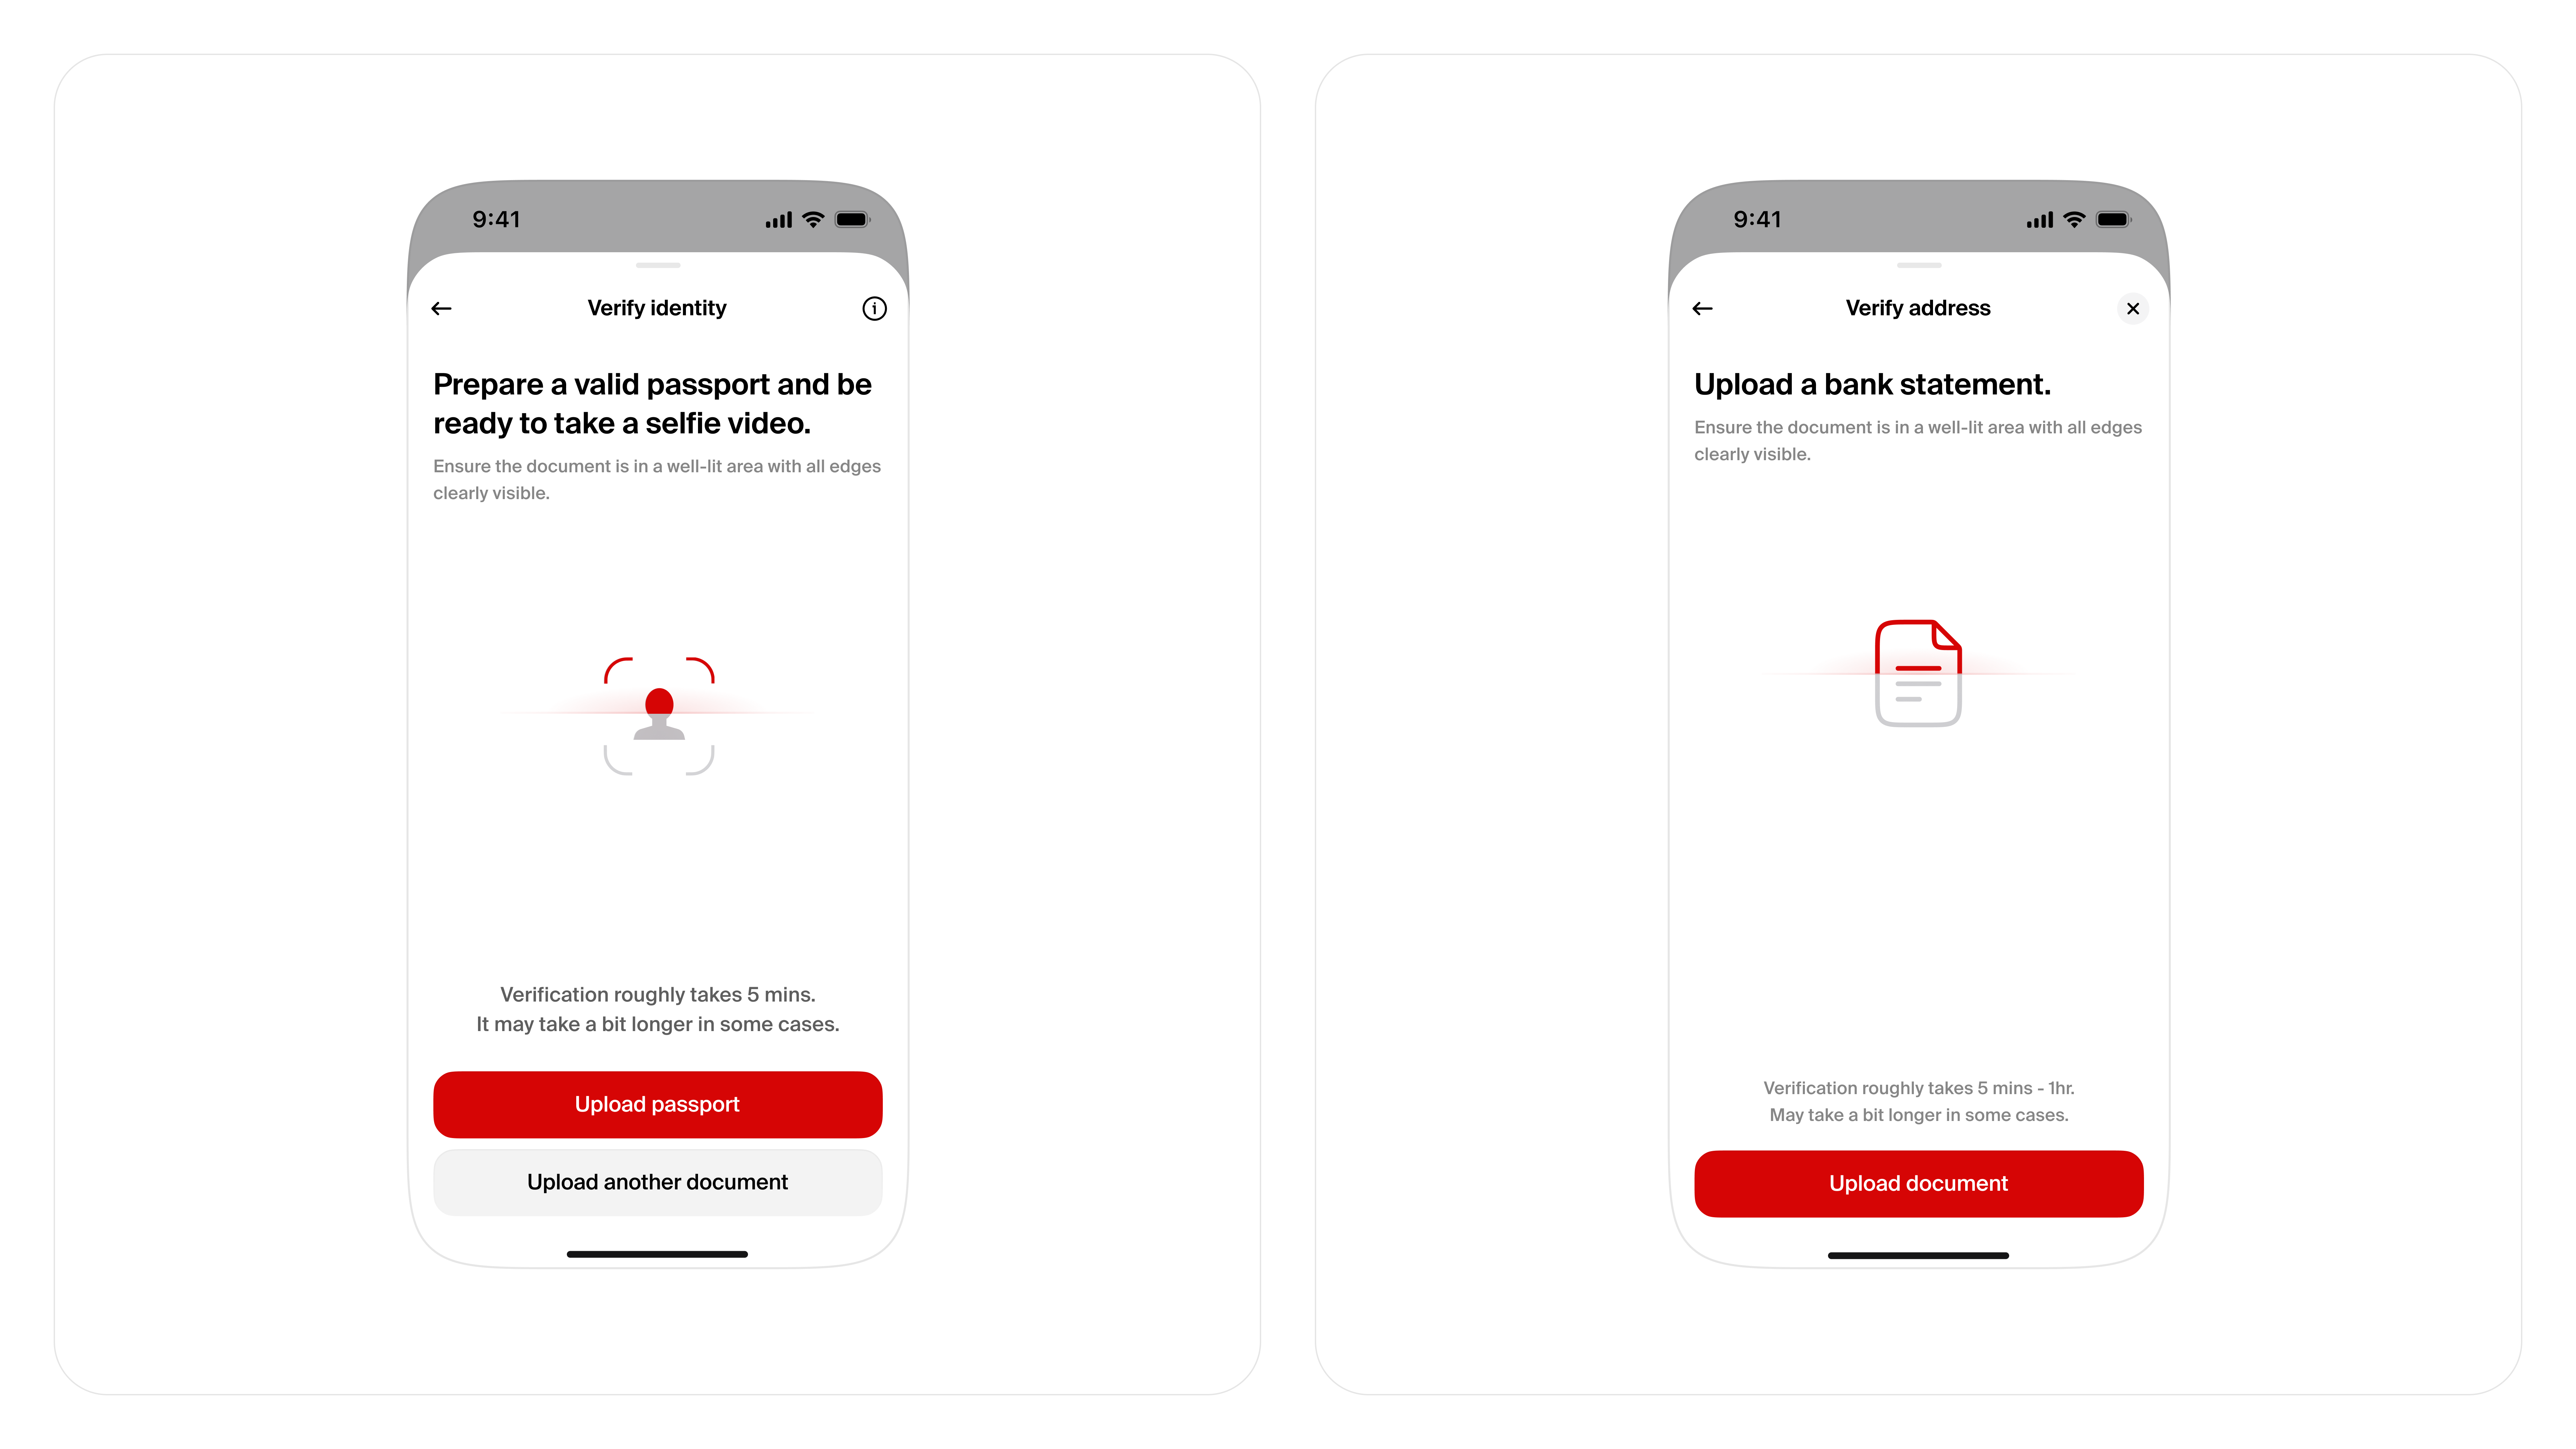 9:41
Verify identity
Prepare a valid passport and be
ready to take a selfie video.
Ensure the document is in a well-lit area with all edges
clearly visible.
Verification roughly takes 5 mins.
It may take a bit longer in some cases.
Upload passport
Upload another document
9:41
Verify address
Upload a bank statement.
Ensure the document is in a well-lit area with all edges
clearly visible.
Verification roughly takes 5 mins - 1hr.
May take a bit longer in some cases.
Upload document